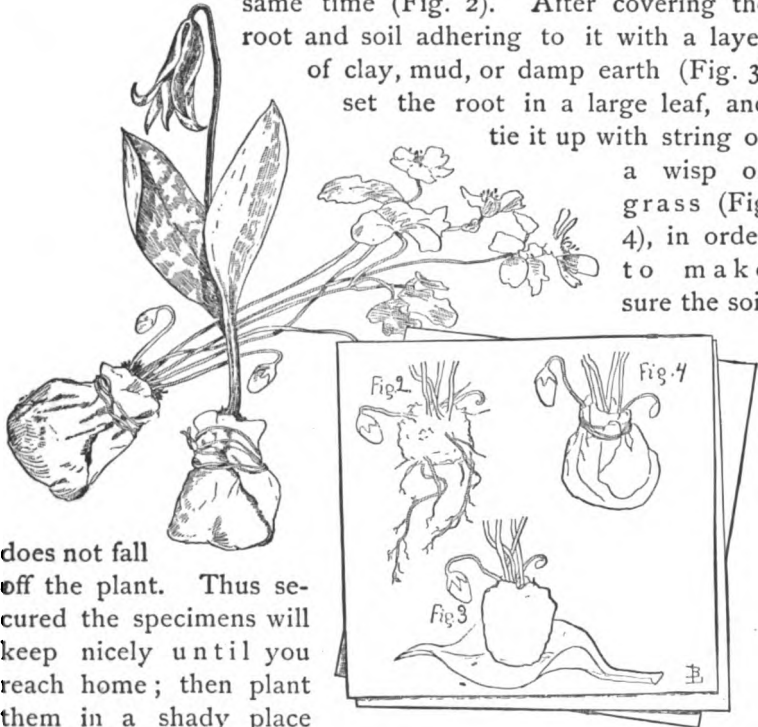 same time (Fig. 2). After covering the
root and soil adhering to it with a laye
of clay, mud, or damp earth (Fig. 3
set the root in a large leaf, and
tie it up with string o
a wisp o
grass (Fig
4), in orde
to make
sure the soi
Fig 2
Fig. 4
Fig 3
does not fall
off the plant. Thus se-
cured the specimens will
keep nicely until you
reach home; then plant
them in a shady place